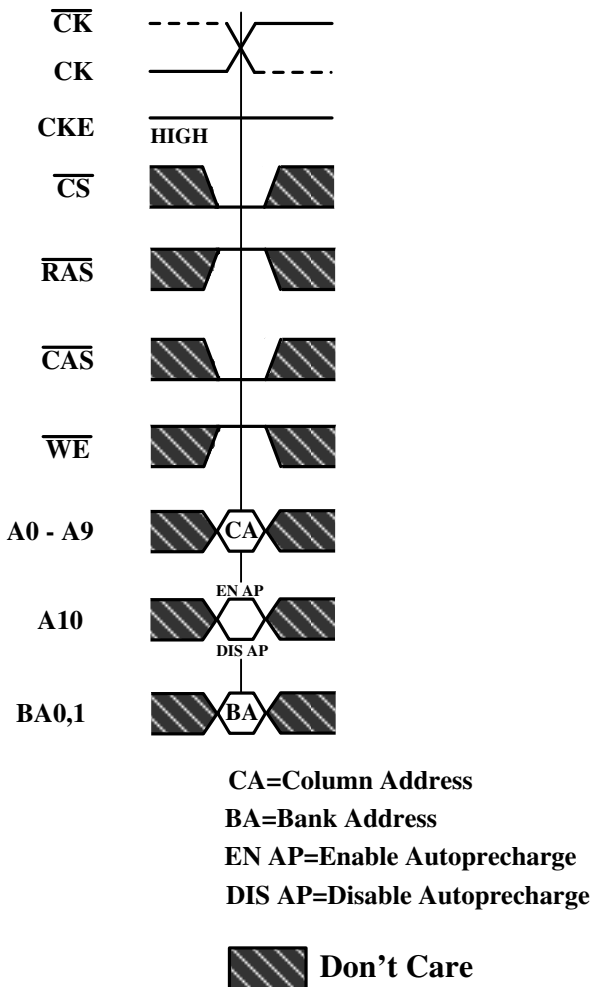 CK
CK
CKE
HIGH
CS
RAS
CAS
WE
A0 - A9
CA
EN AP
A10
DIS AP
BA0,1
BA
CA=Column Address
BA=Bank Address
EN AP=Enable Autoprecharge
DIS AP=Disable Autoprecharge
Don't Care